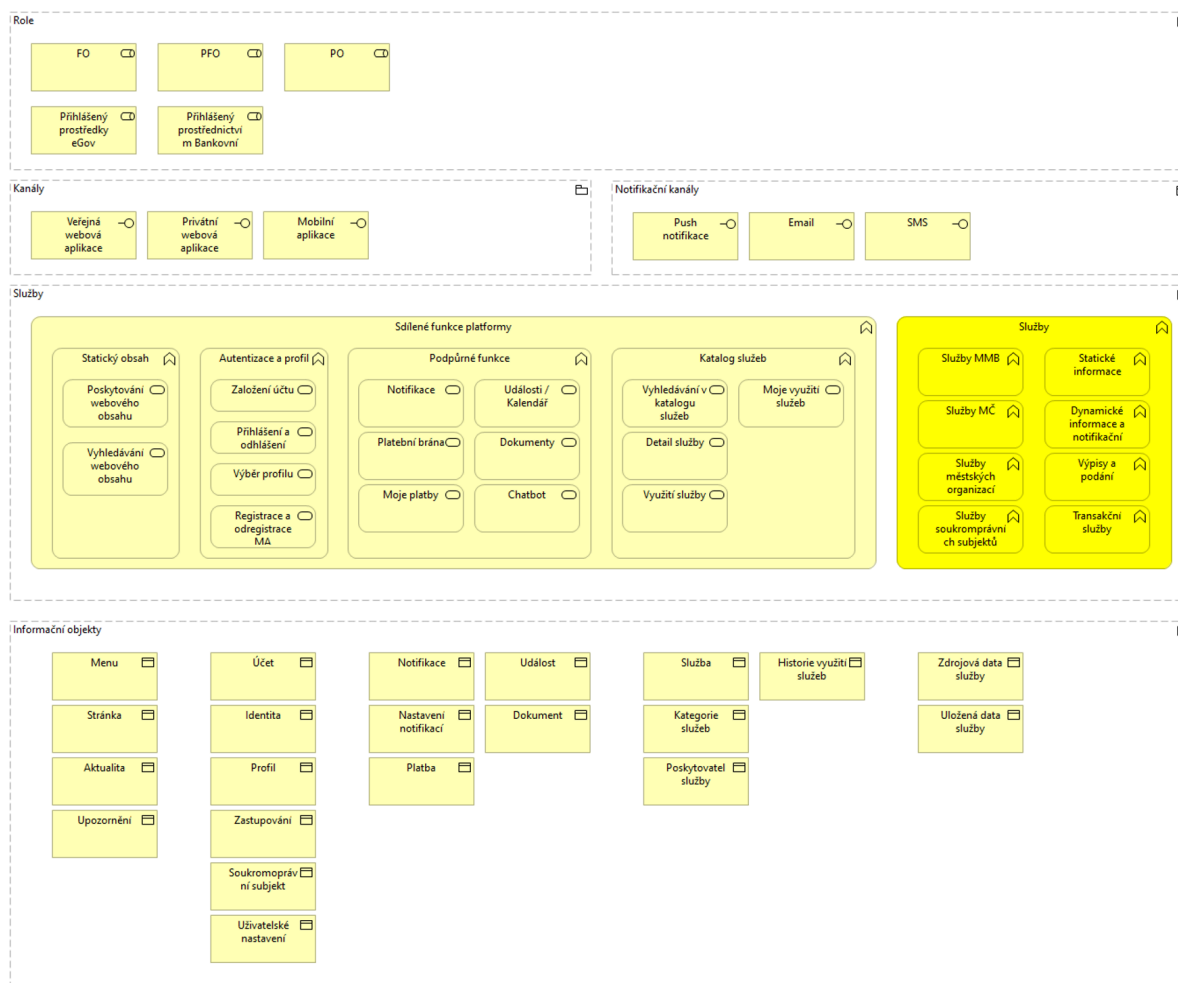 Role
FO
PFO
PO
Přihlášený
prostředky
eGov
Přihlášený
prostřednictví
m Bankovní
Kanály
Veřejná
webová
aplikace
Privátní
webová
aplikace
Mobilní
aplikace
Notifikační kanály
Push
notifikace
Email
SMS
Služby
Sdílené funkce platformy
Statický obsah
Poskytování
webového
obsahu
Vyhledávání
webového
obsahu
Autentizace a profil
Založení účtu
Přihlášení a
odhlášení
Výběr profilu
Registrace a
odregistrace
MA
Podpůrné funkce
Notifikace
Události /
Kalendář
Platební brána
Dokumenty
Moje platby
Chatbot
Katalog služeb
Vyhledávání v
katalogu
služeb
Moje využití
služeb
Detail služby
Využití služby
Služby
Služby MMB
Statické
informace
Služby MČ
Dynamické
informace a
notifikační
Služby
městských
organizací
Výpisy a
podání
Služby
soukromprávní
ch subjektů
Transakční
služby
Informační objekty
Menu
Stránka
Aktualita
Upozornění
Účet
Identita
Profil
Zastupování
Soukromopráv
ní subjekt
Uživatelské
nastavení
Notifikace
Událost
Nastavení
notifikací
Dokument
Platba
Služba
Historie využití
služeb
Kategorie
služeb
Poskytovatel
služby
Zdrojová data
služby
Uložená data
služby